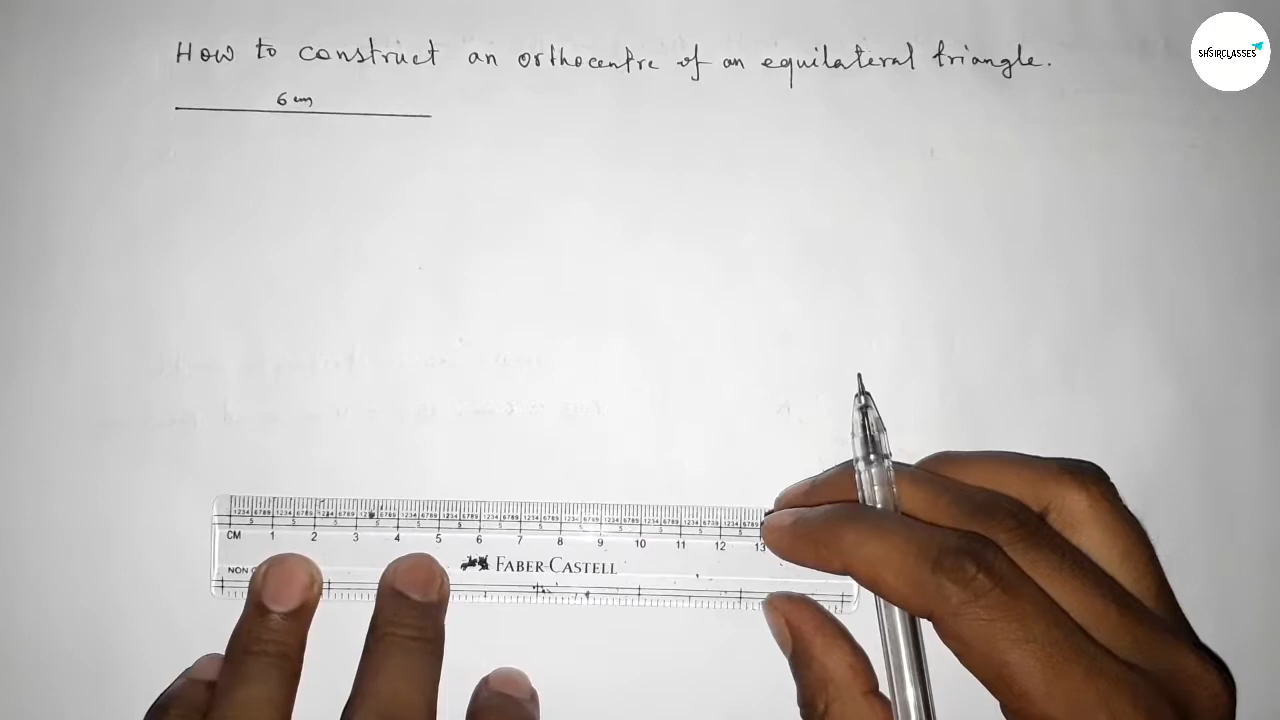 How to construct an orthocentre of an equilateral triangle.
SHSIRCLASSES
6 cm
CM 1 2 3 4 5 6 7 8 9 10 11 12 13
FABER-CASTELL
NON